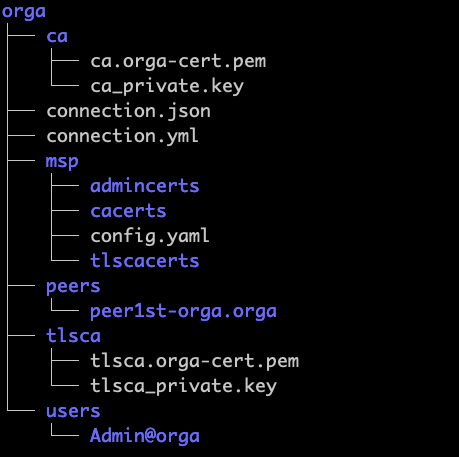 orga
ca
ca.orga-cert.pem
ca_private.key
connection.json
connection.yml
msp
admincerts
cacerts
config.yaml
tlscacerts
peers
peer1st-orga.orga
tlsca
tlsca.orga-cert.pem
tlsca_private.key
users
Admin@orga